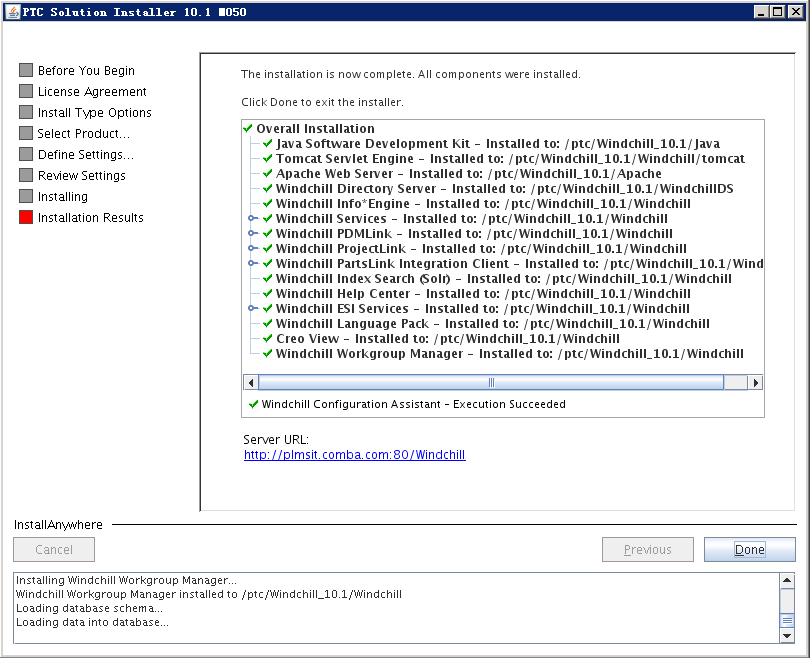 PTC Solution Installer 10.1 M050
Before You Begin
License Agreement
Install Type Options
Select Product...
Define Settings...
Review Settings
Installing
Installation Results
The installation is now complete. All components were installed.
Click Done to exit the installer.
Overall Installation
Java Software Development Kit - Installed to: /ptc/Windchill_10.1/Java
Tomcat Servlet Engine - Installed to: /ptc/Windchill_10.1/Windchill/tomcat
Apache Web Server - Installed to: /ptc/Windchill_10.1/Apache
Windchill Directory Server - Installed to: /ptc/Windchill_10.1/WindchillDS
Windchill Info*Engine - Installed to: /ptc/Windchill_10.1/Windchill
Windchill Services - Installed to: /ptc/Windchill_10.1/Windchill
Windchill PDMLink - Installed to: /ptc/Windchill_10.1/Windchill
Windchill ProjectLink - Installed to: /ptc/Windchill_10.1/Windchill
Windchill PartsLink Integration Client - Installed to: /ptc/Windchill_10.1/Wind
Windchill Index Search (Solr) - Installed to: /ptc/Windchill_10.1/Windchill
Windchill Help Center - Installed to: /ptc/Windchill_10.1/Windchill
Windchill ESI Services - Installed to: /ptc/Windchill_10.1/Windchill
Windchill Language Pack - Installed to: /ptc/Windchill_10.1/Windchill
Creo View - Installed to: /ptc/Windchill_10.1/Windchill
Windchill Workgroup Manager - Installed to: /ptc/Windchill_10.1/Windchill
Windchill Configuration Assistant - Execution Succeeded
Server URL:
http://plmsit.comba.com:80/Windchill
InstallAnywhere
Cancel
Previous
Done
Installing Windchill Workgroup Manager...
Windchill Workgroup Manager installed to /ptc/Windchill_10.1/Windchill
Loading database schema...
Loading data into database...